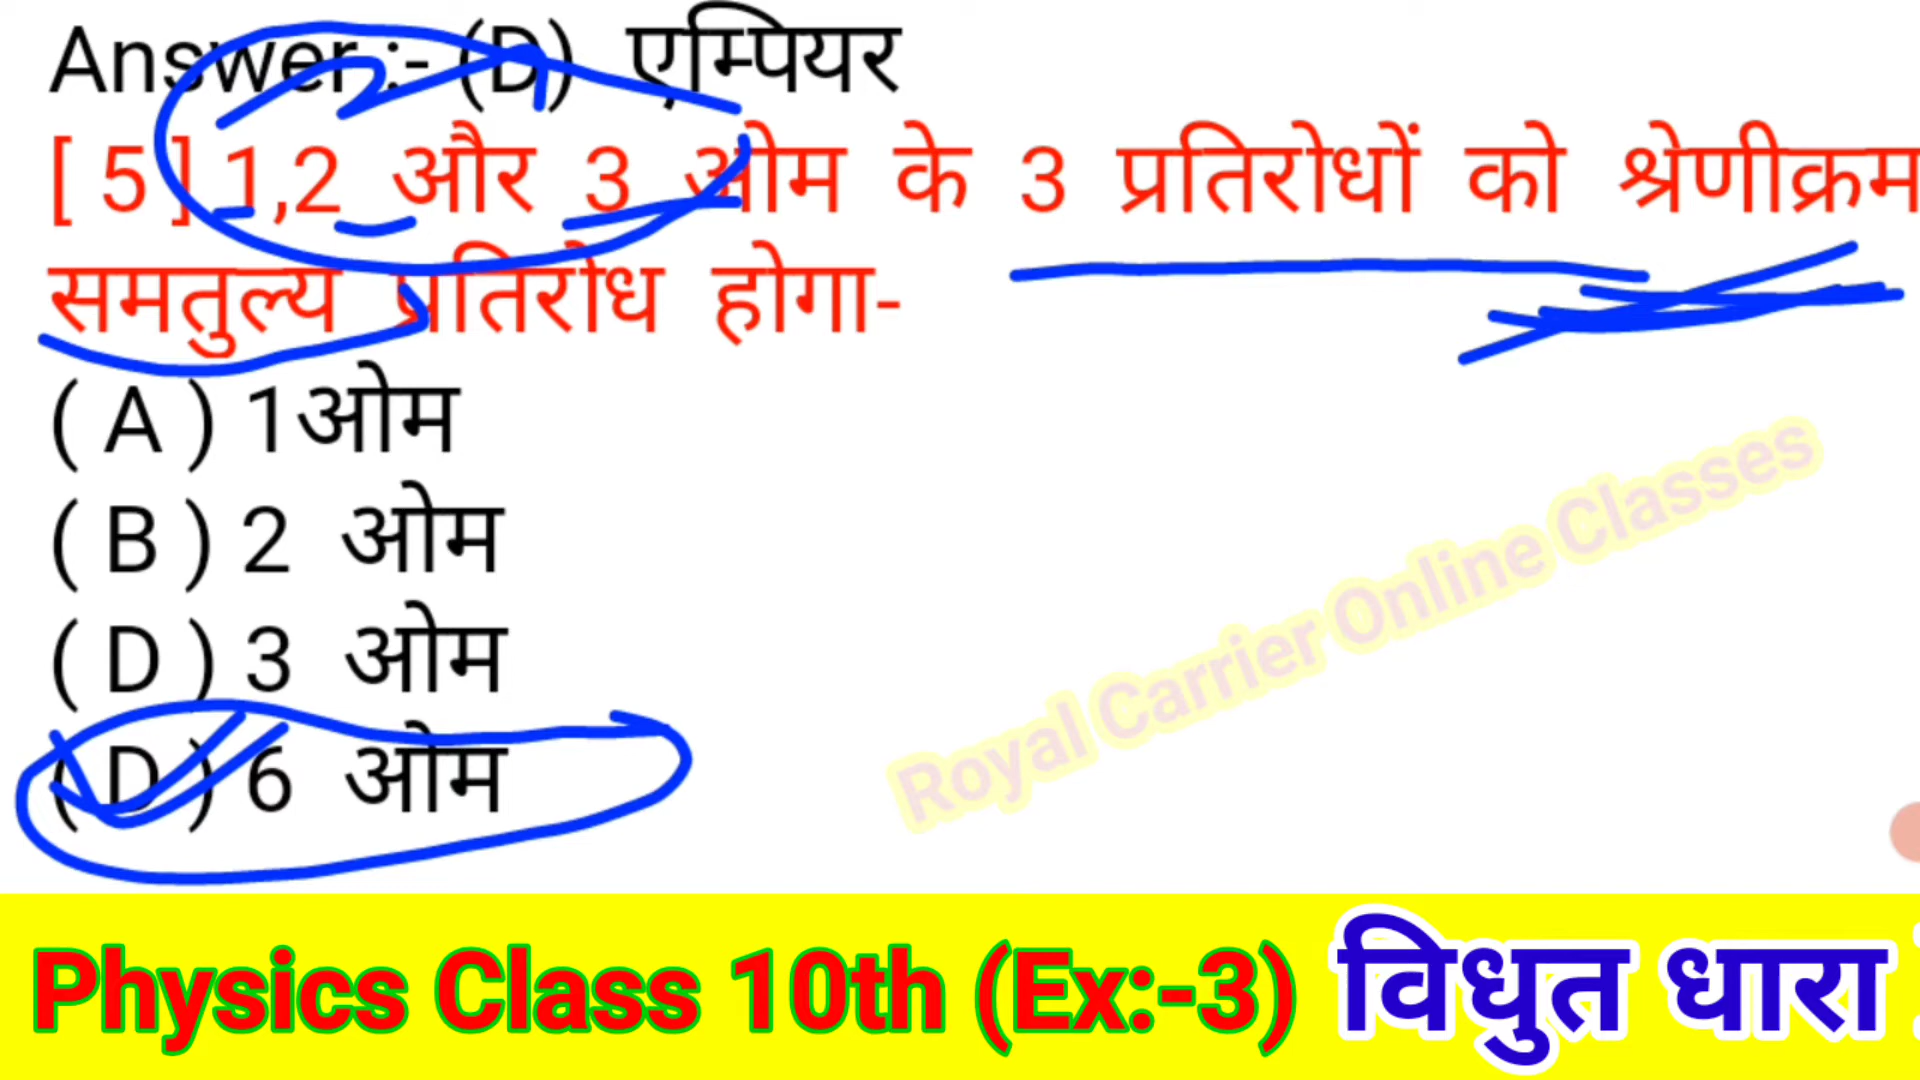 Answer :- (D) एम्पियर
[ 5 ] 1,2 और 3 ओम के 3 प्रतिरोधों को श्रेणीक्रम
समतुल्य प्रतिरोध होगा-
( A ) 1ओम
( B ) 2 ओम
( D ) 3 ओम
( D ) 6 ओम
Royal Carrier Online Classes
Physics Class 10th (Ex:-3) विधुत धारा